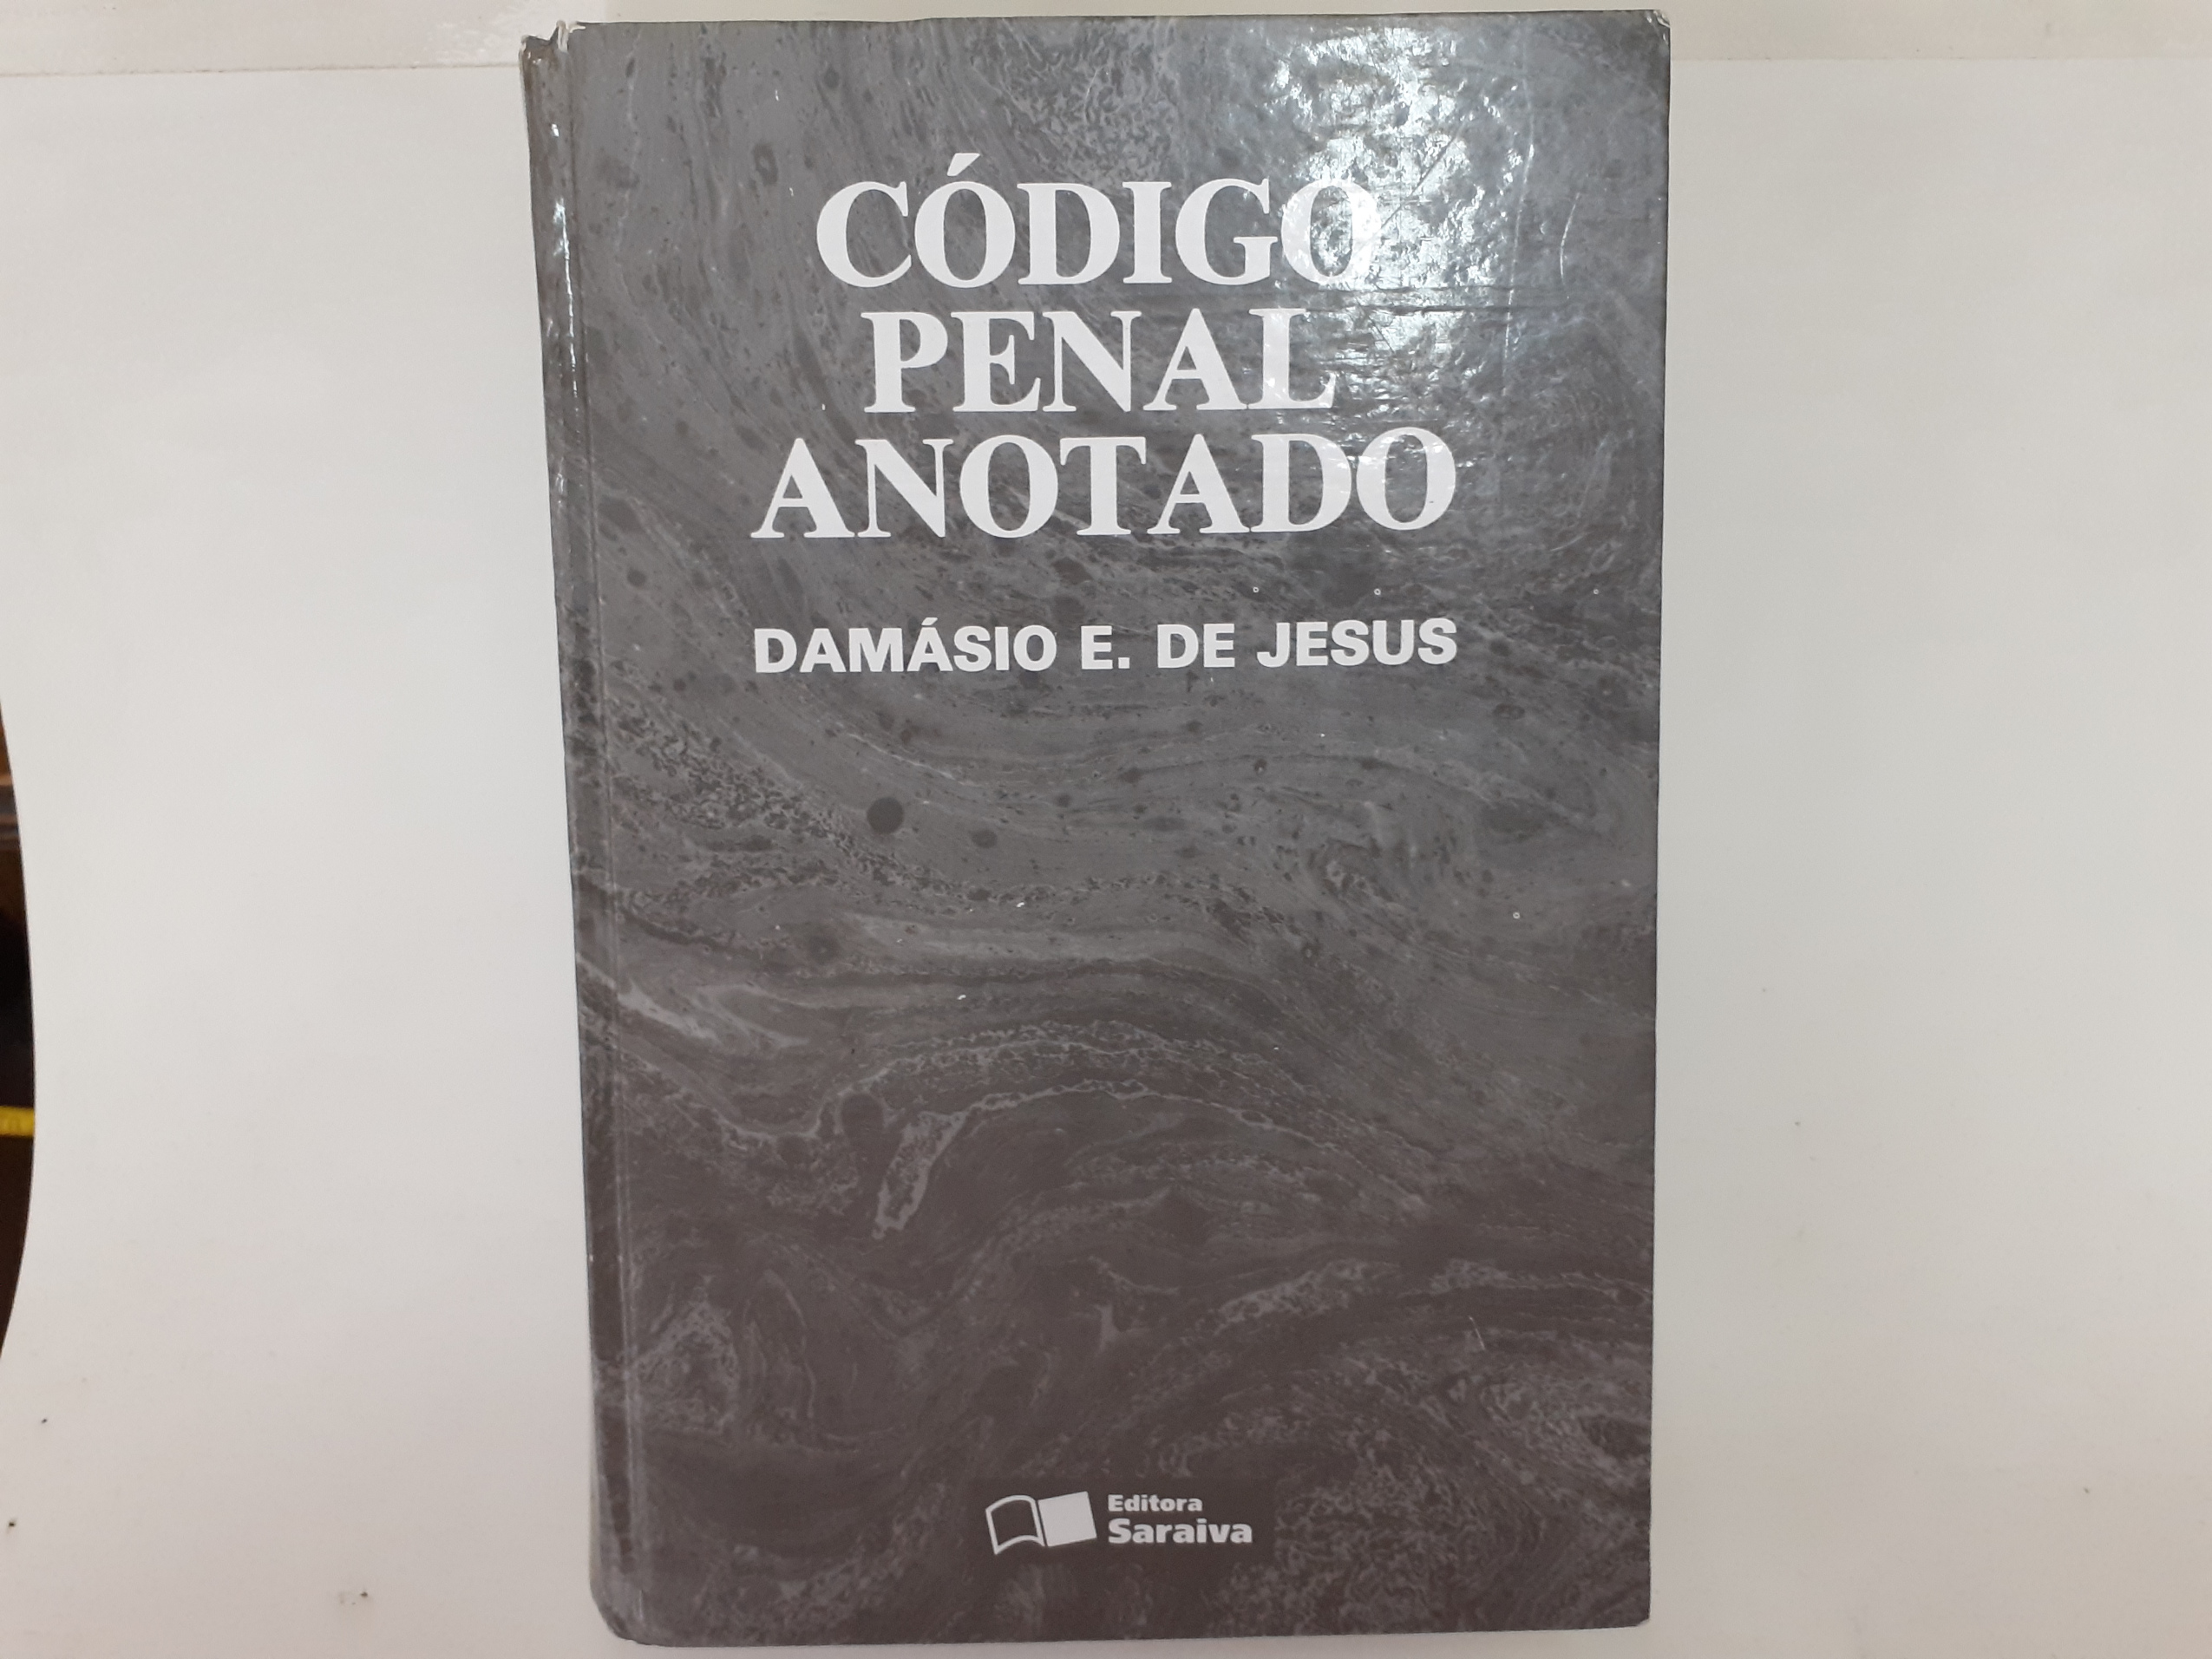 CÓDIGO
PENAL
ANOTADO
DAMÁSIO E. DE JESUS
Editora
Saraiva